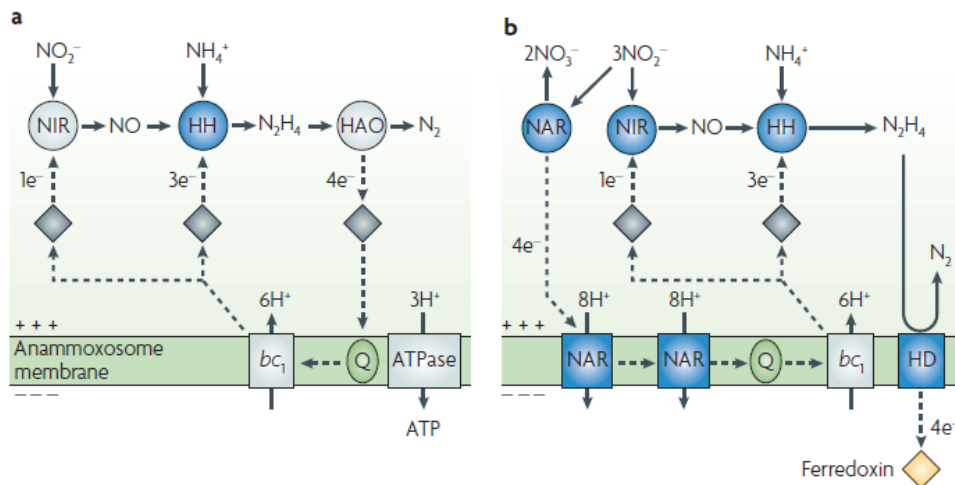 a
NO₂⁻
NH₄⁺
NIR
NO
HH
N₂H₄
HAO
N₂
1e⁻
3e⁻
4e⁻
6H⁺
3H⁺
+ + +
Anammoxosome
membrane
bc₁
Q
ATPase
– – –
ATP
b
2NO₃⁻
3NO₂⁻
NH₄⁺
NAR
NIR
NO
HH
N₂H₄
1e⁻
3e⁻
4e⁻
N₂
8H⁺
8H⁺
6H⁺
+ + +
NAR
NAR
Q
bc₁
HD
– – –
4e⁻
Ferredoxin